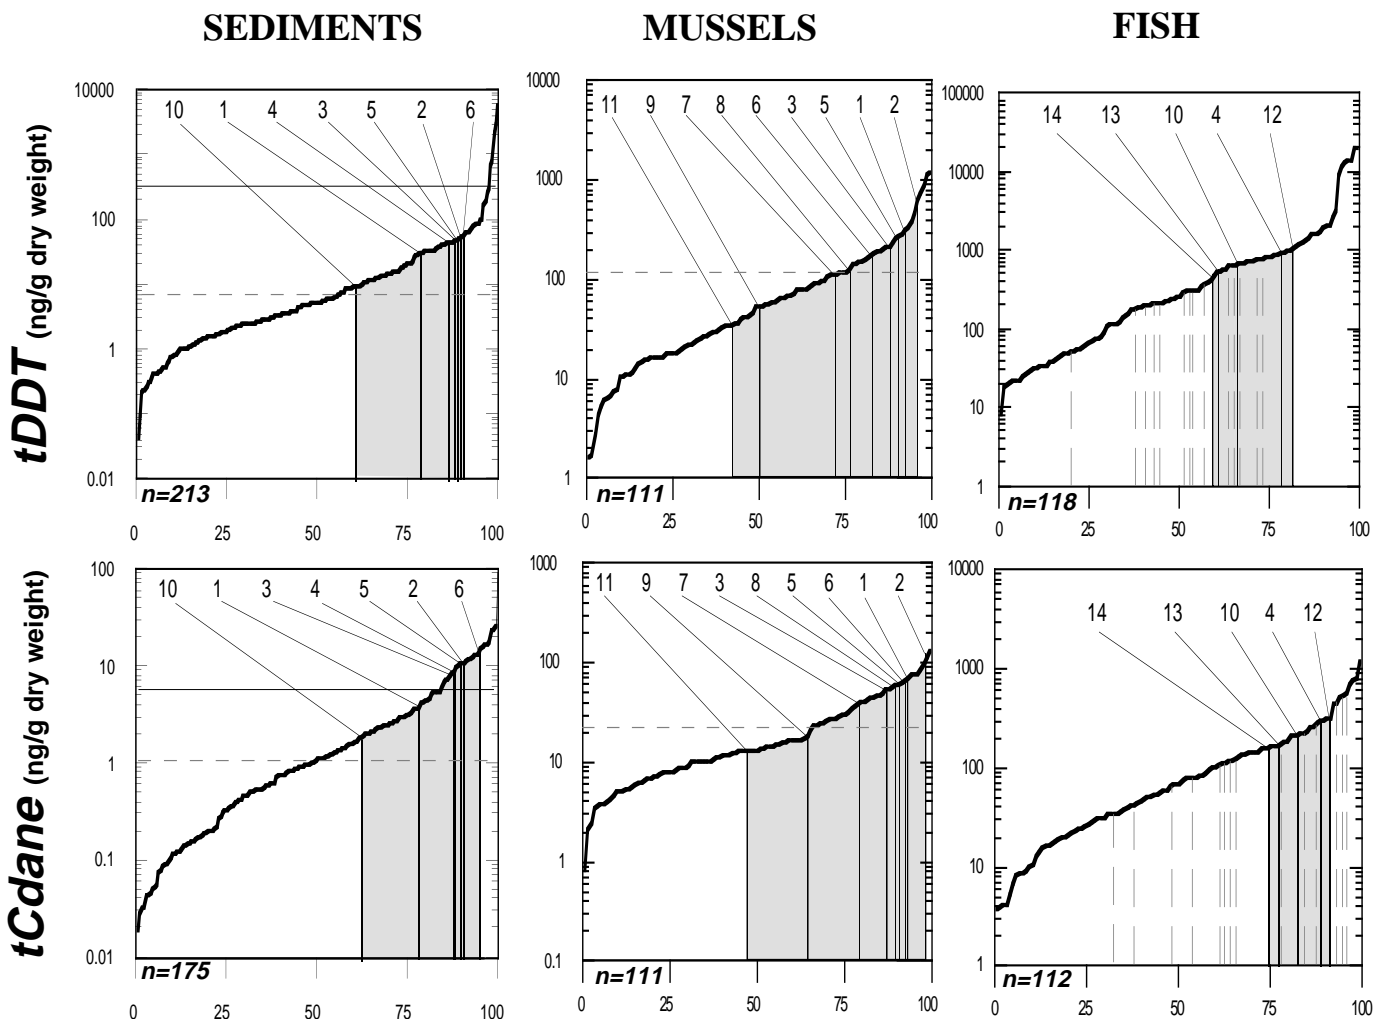 SEDIMENTS MUSSELS FISH
tDDT (ng/g dry weight)
10000
100
1
0.01
10 1 4 3 5 2 6
n=213
0 25 50 75 100
10000
1000
100
10
1
11 9 7 8 6 3 5 1 2
n=111
0 25 50 75 100
100000
10000
1000
100
10
1
14 13 10 4 12
n=118
0 25 50 75 100
tCdane (ng/g dry weight)
100
10
1
0.1
0.01
10 1 3 4 5 2 6
n=175
0 25 50 75 100
1000
100
10
1
0.1
11 9 7 3 8 5 6 1 2
n=111
0 25 50 75 100
10000
1000
100
10
1
14 13 10 4 12
n=112
0 25 50 75 100